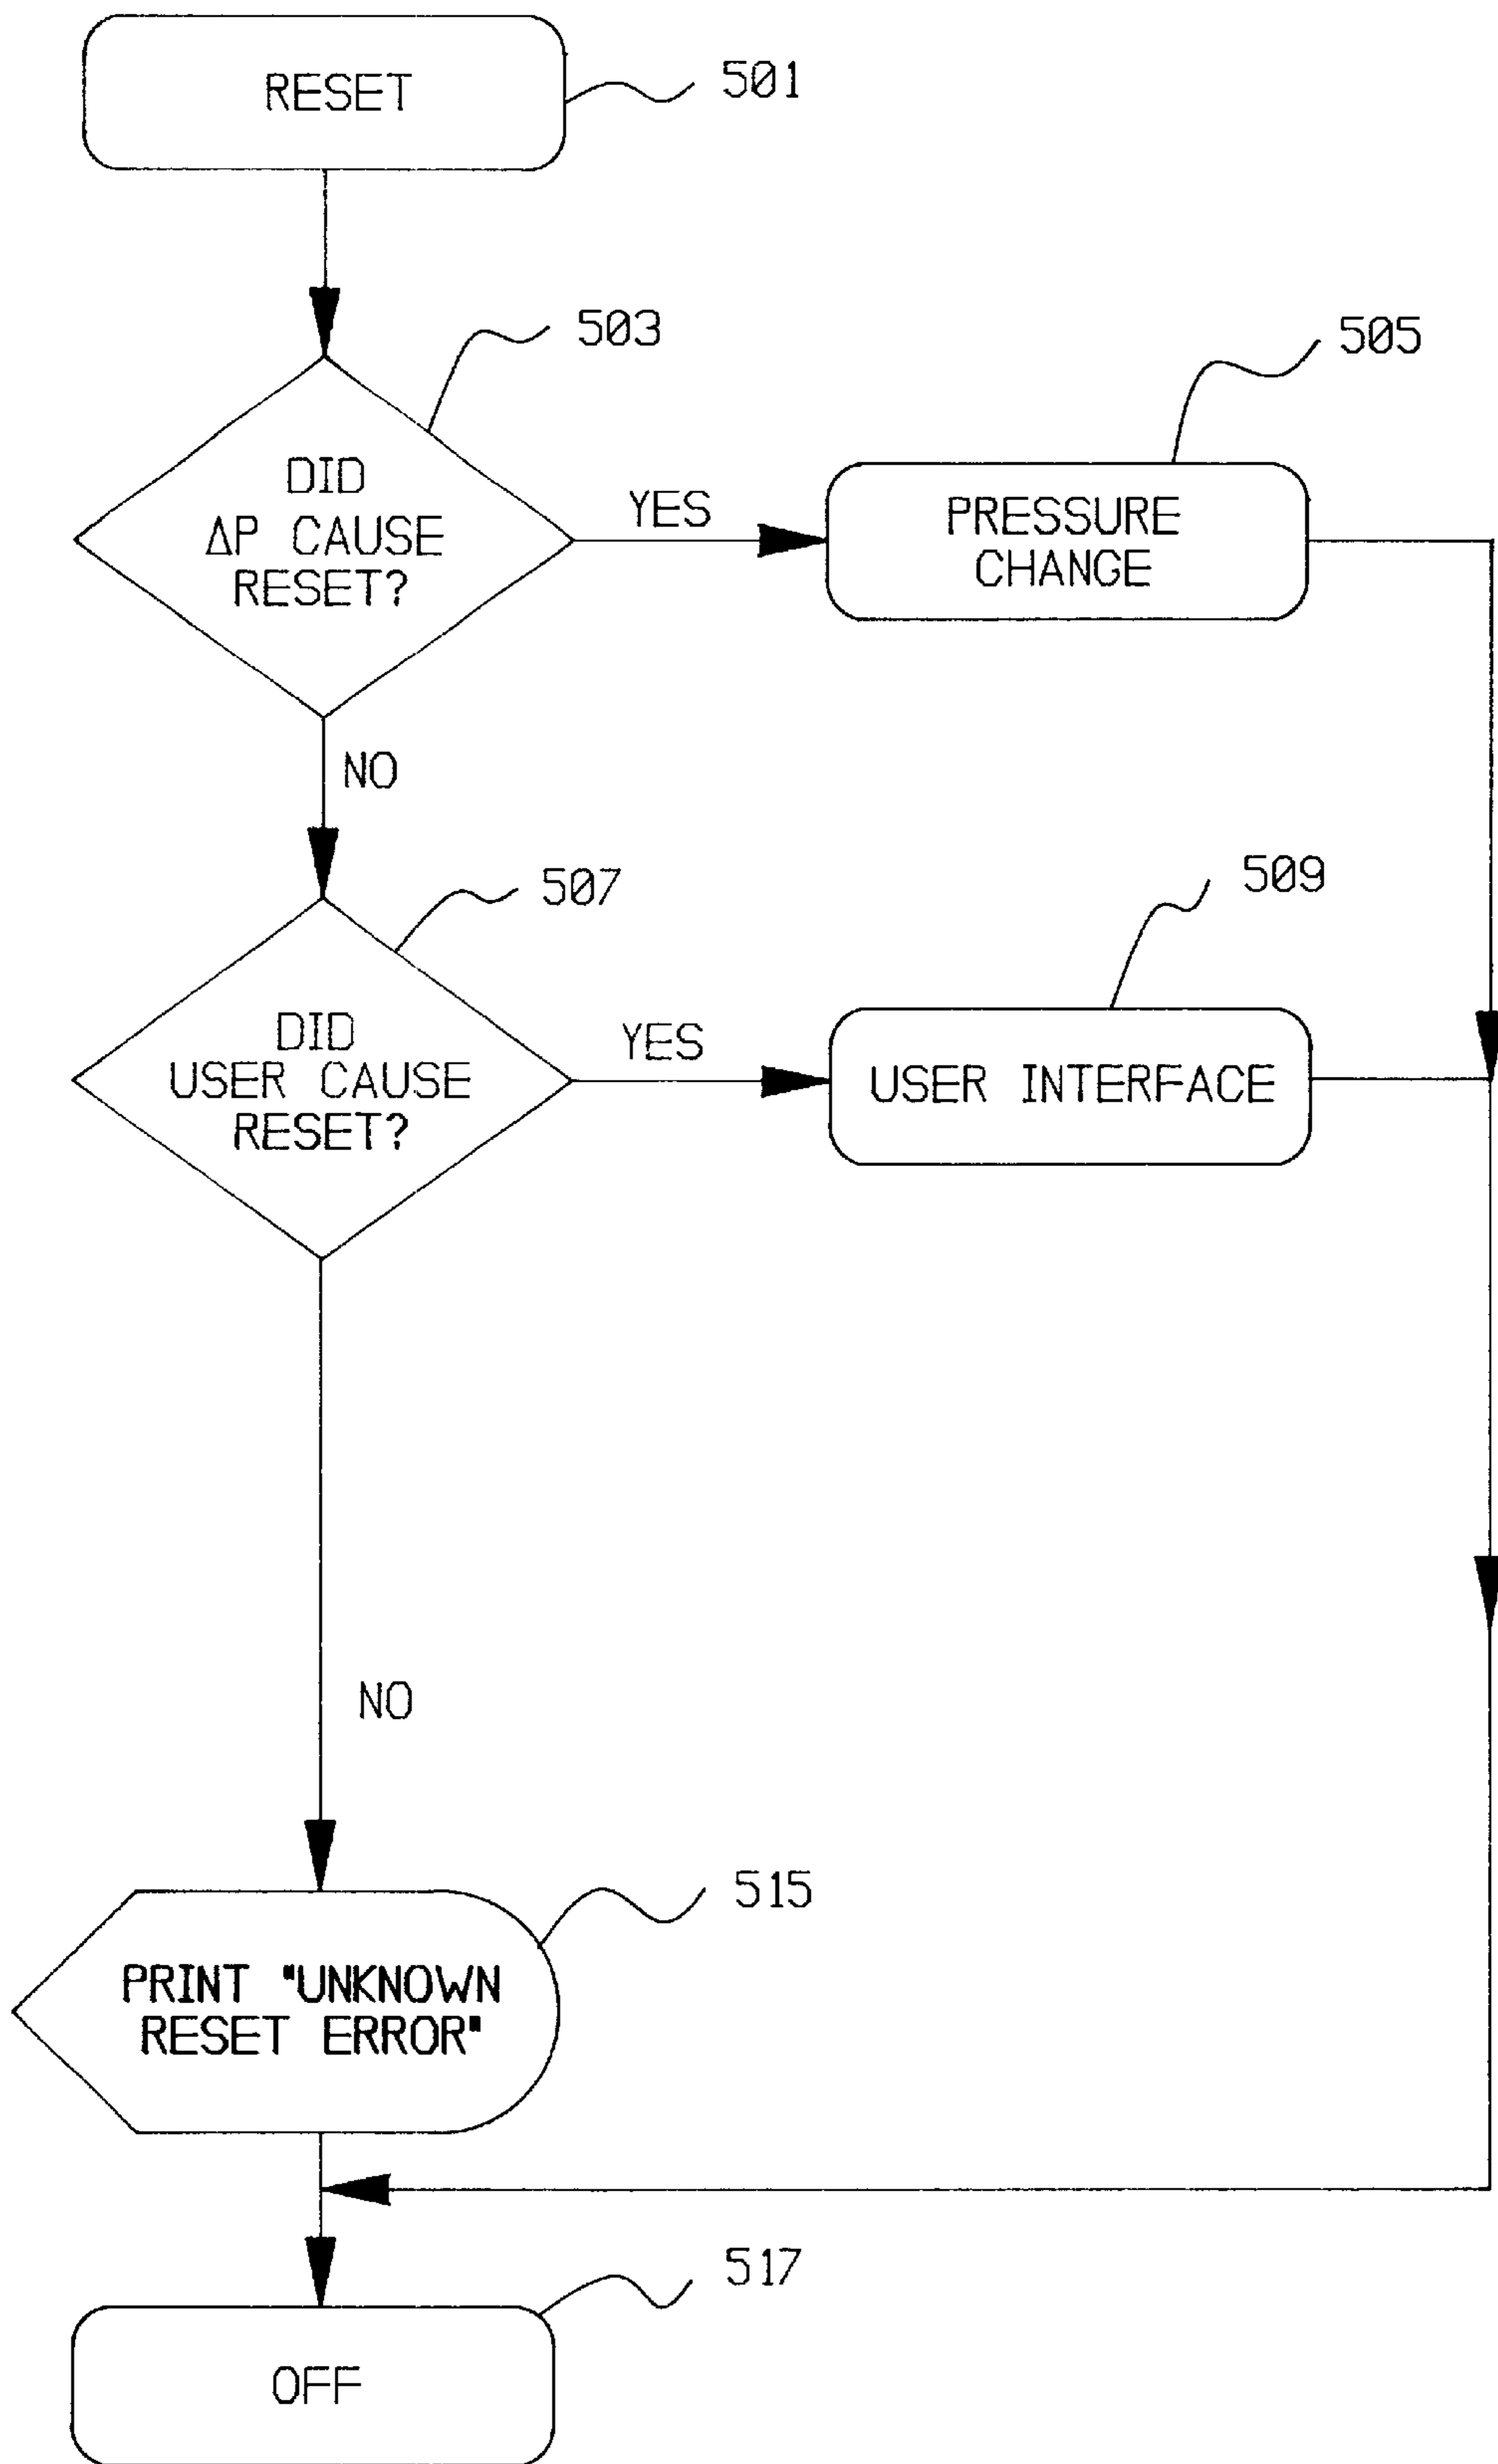 RESET
501
503
DID
ΔP CAUSE
RESET?
YES
505
PRESSURE
CHANGE
NO
507
DID
USER CAUSE
RESET?
YES
509
USER INTERFACE
NO
515
PRINT "UNKNOWN
RESET ERROR"
517
OFF